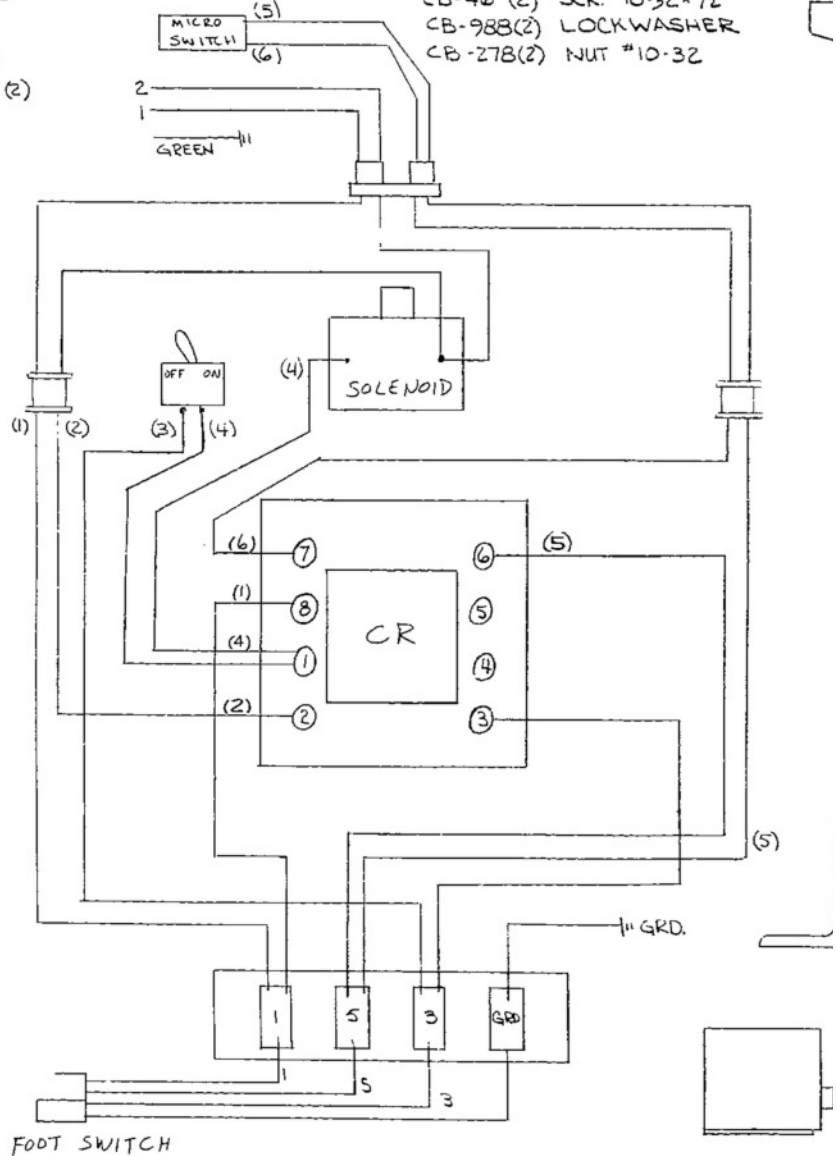 CB-988(2) LOCKWASHER
CB-278(2) NUT #10-32
MICRO
SWITCH
(5)
(6)
(2)
2
1
GREEN
OFF ON
SOLENOID
(4)
(1) (2)
(3) (4)
(6) 7
6 (5)
(1) 8
5
CR
(4) 1
4
(2) 2
3
(5)
GRD.
1
5
3
GRD
1
5
3
FOOT SWITCH